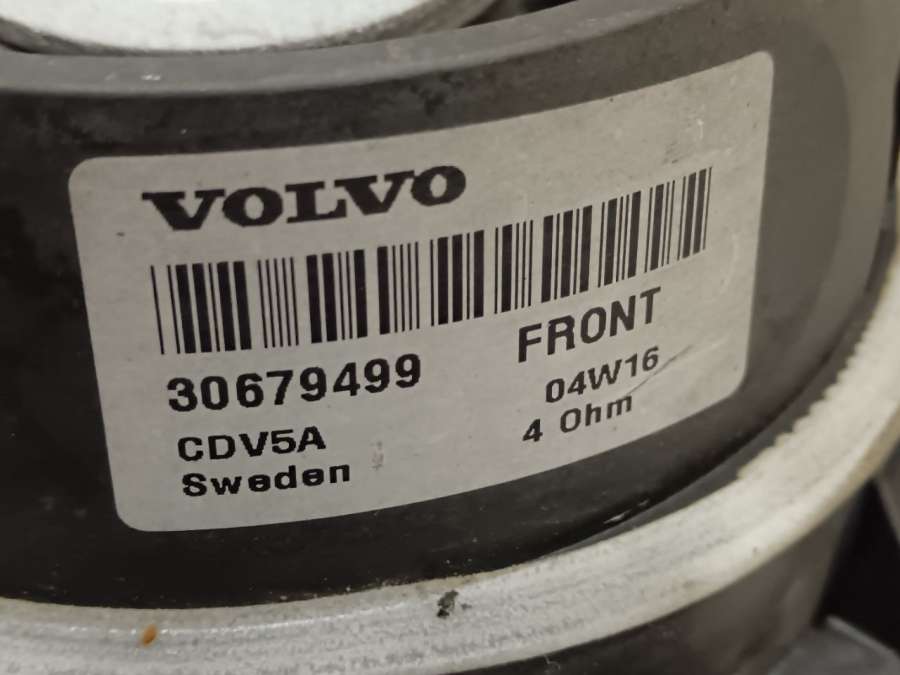 VOLVO
30679499
FRONT
CDV5A
04W16
Sweden
4 Ohm